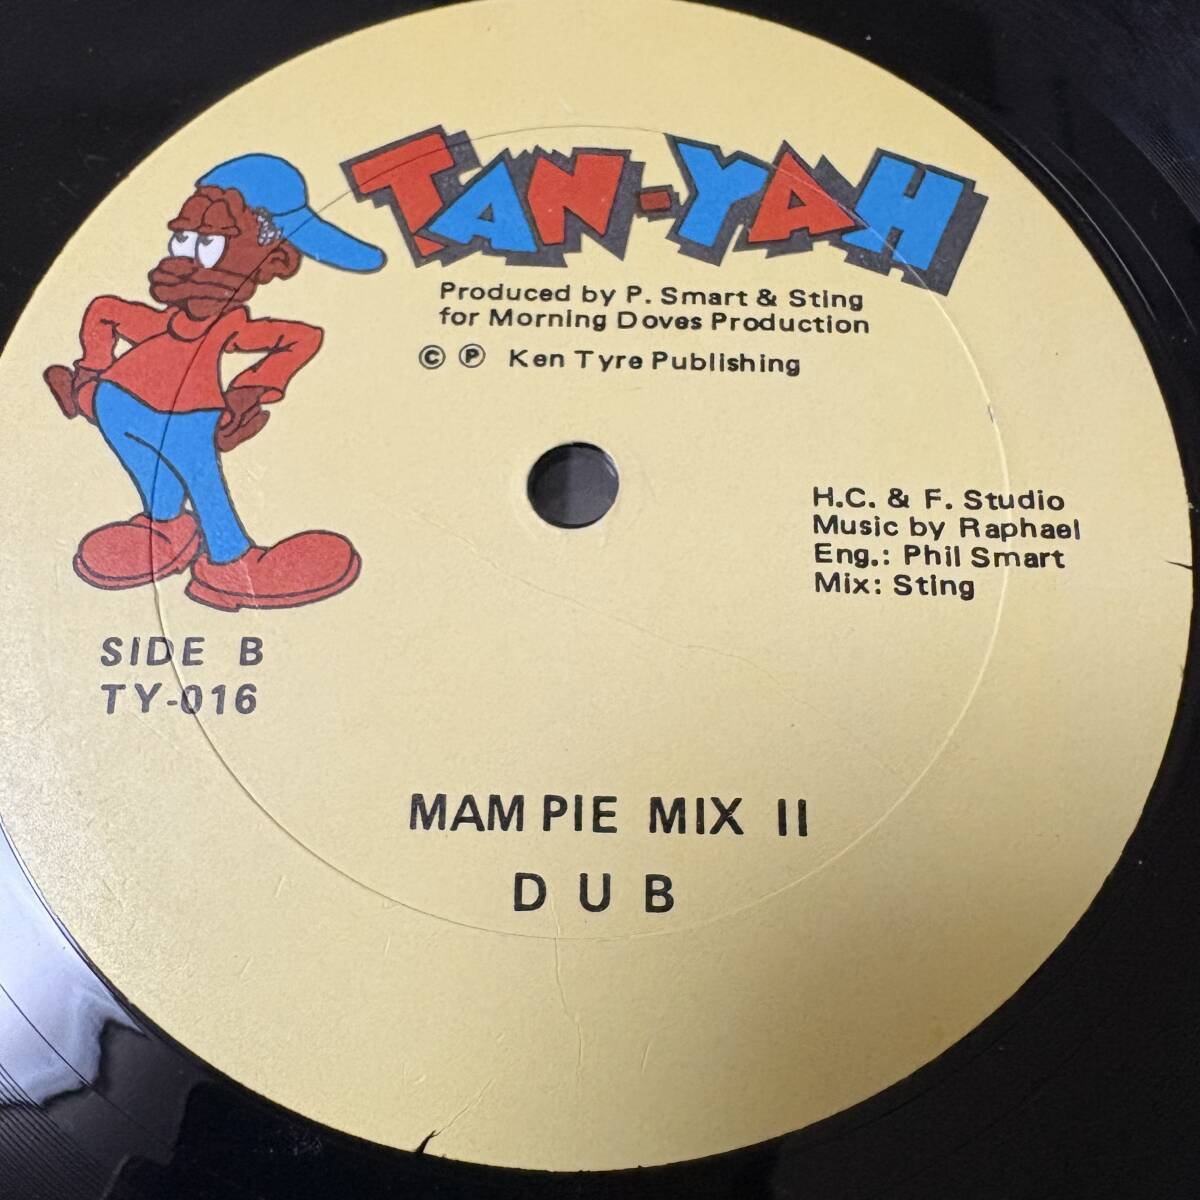 TAN-YAH
Produced by P. Smart & Sting
for Morning Doves Production
© ℗ Ken Tyre Publishing
H.C. & F. Studio
Music by Raphael
Eng.: Phil Smart
Mix: Sting
SIDE B
TY-016
MAM PIE MIX II
DUB